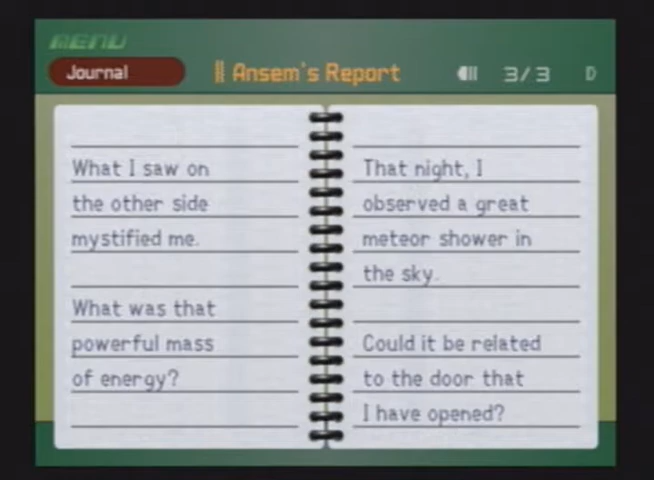 MENU
Journal
Ansem's Report
3/3
D
What I saw on
the other side
mystified me.
What was that
powerful mass
of energy?
That night, I
observed a great
meteor shower in
the sky.
Could it be related
to the door that
I have opened?